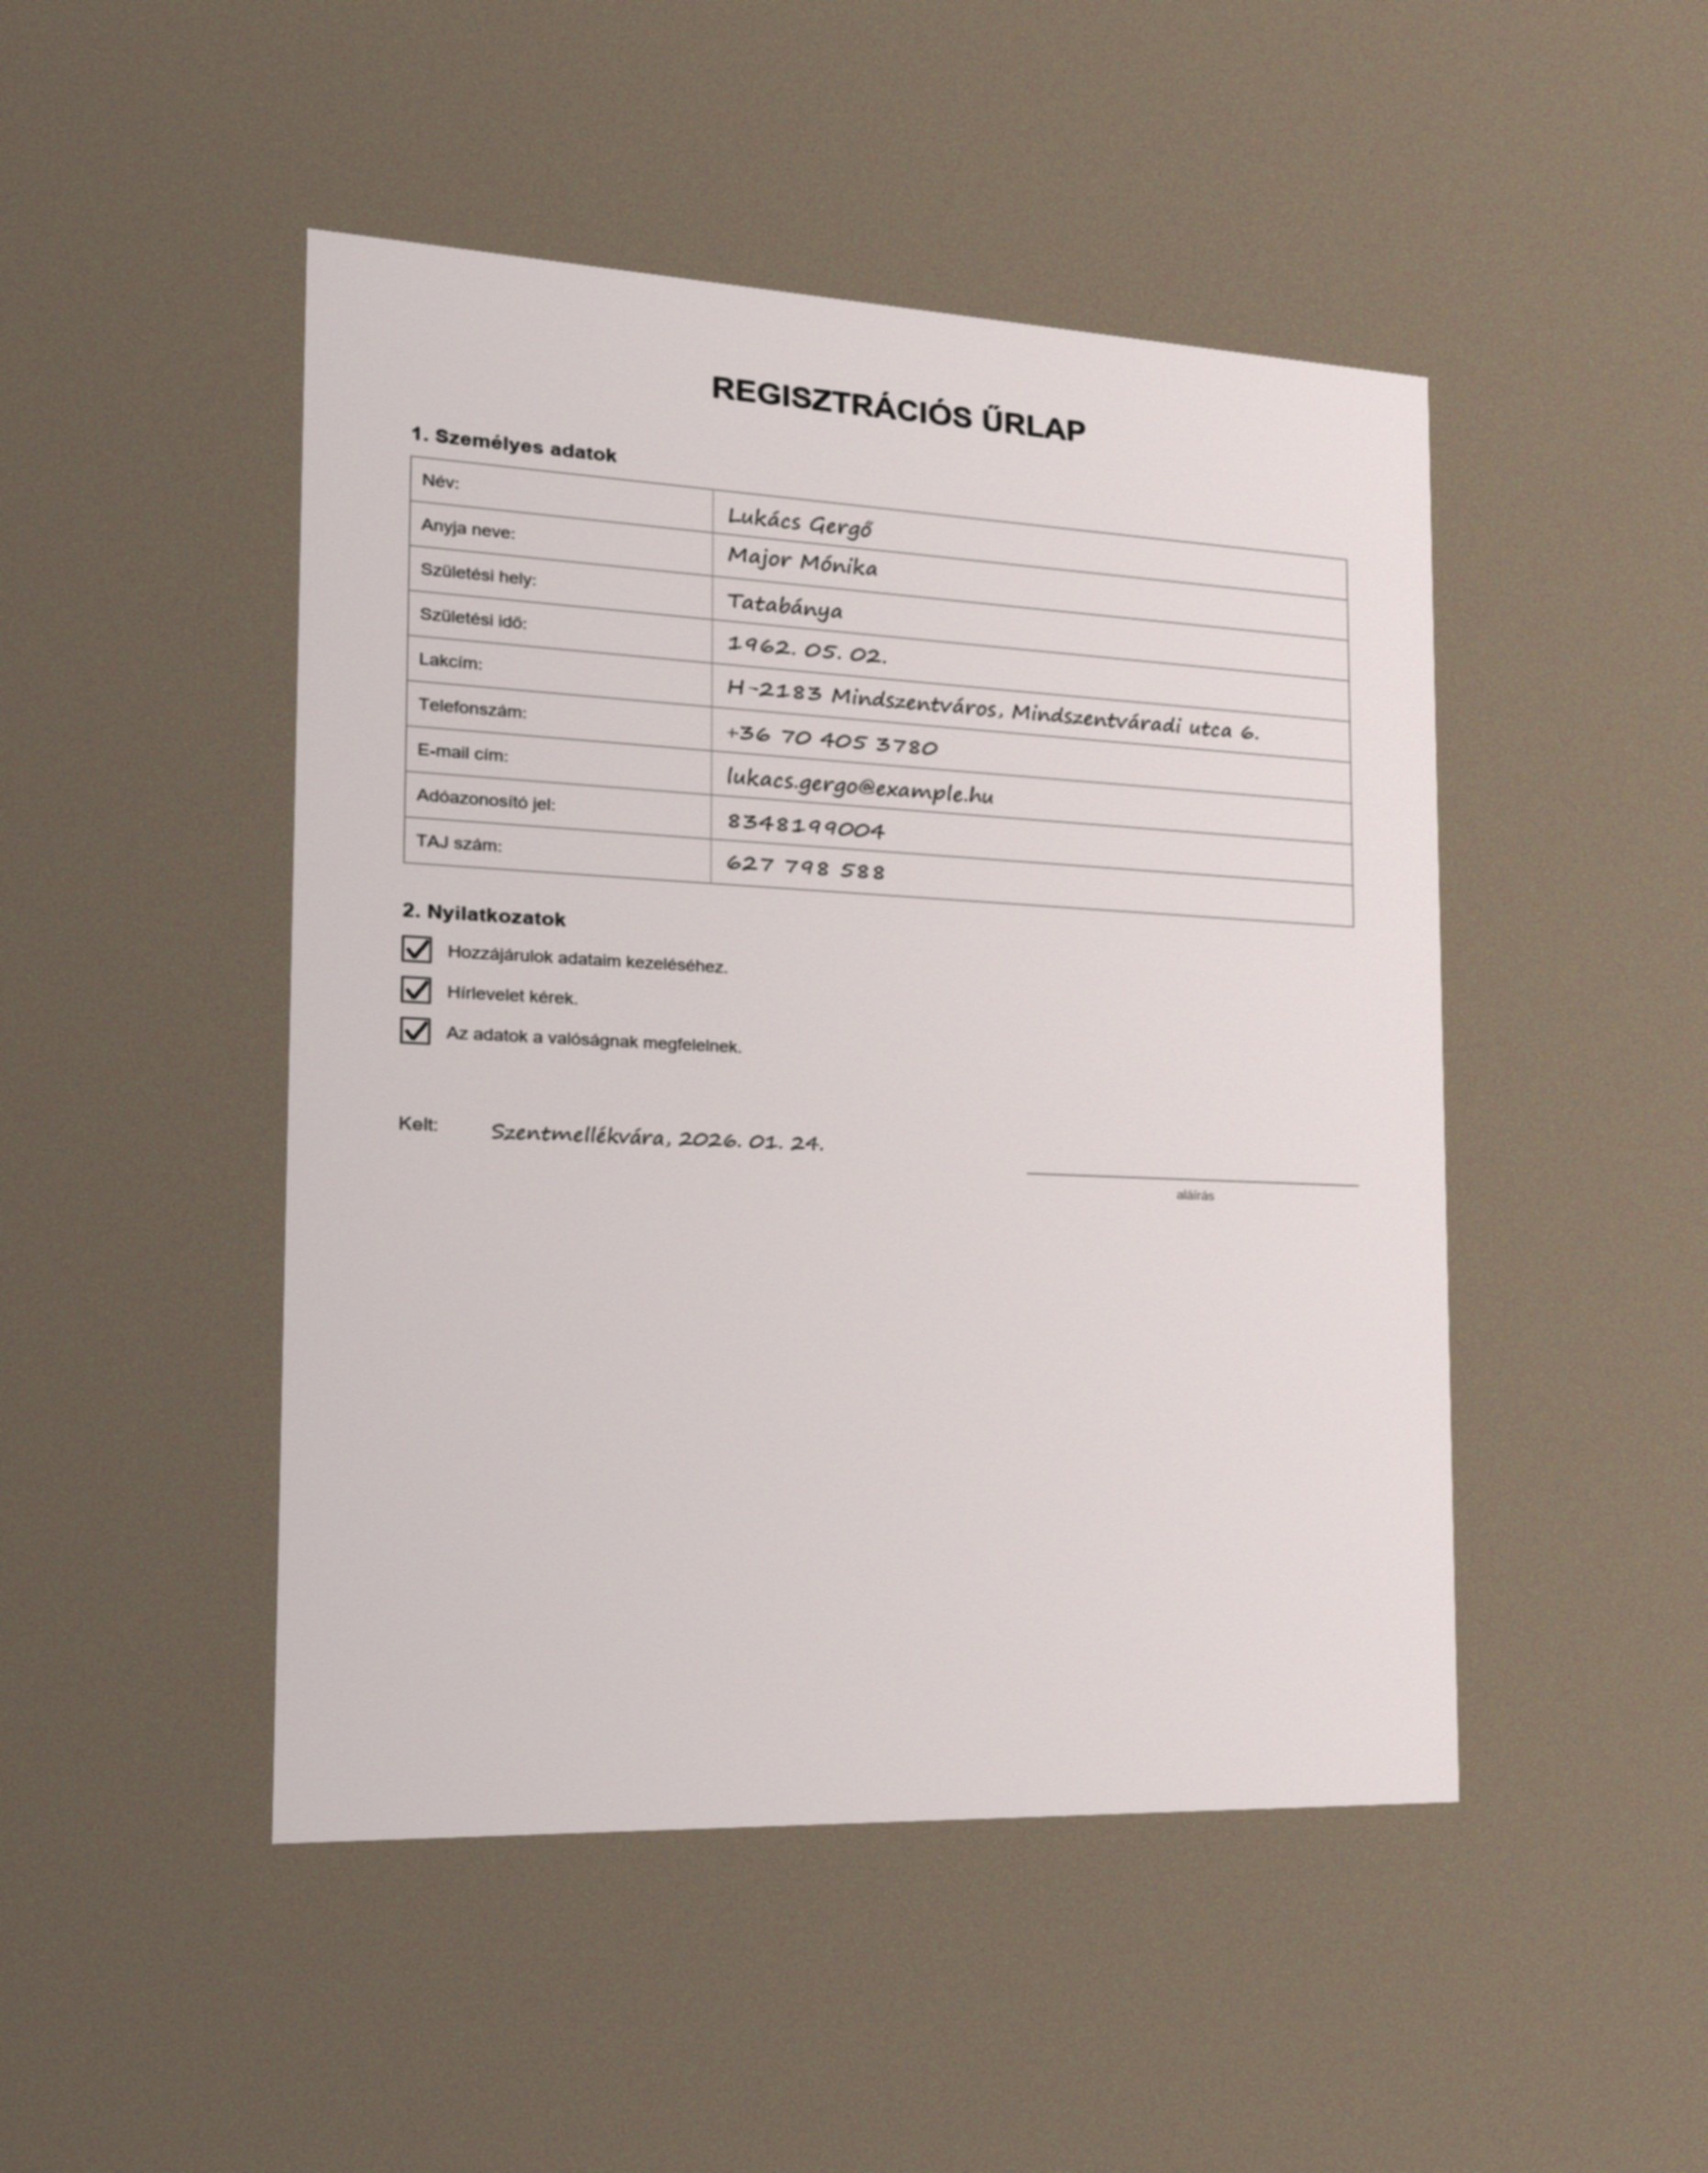 REGISZTRÁCIÓS ŰRLAP
1. Személyes adatok
Név: Lukács Gergő
Anyja neve: Major Mónika
Születési hely: Tatabánya
Születési idő: 1962. 05. 02.
Lakcím: H-2183 Mindszentváros, Mindszentváradi utca 6.
Telefonszám: +36 70 405 3780
E-mail cím: lukacs.gergo@example.hu
Adóazonosító jel: 8348199004
TAJ szám: 627 798 588
2. Nyilatkozatok
Hozzájárulok adataim kezeléséhez.
Hírlevelet kérek.
Az adatok a valóságnak megfelelnek.
Kelt: Szentmellékvára, 2026. 01. 24.
aláírás